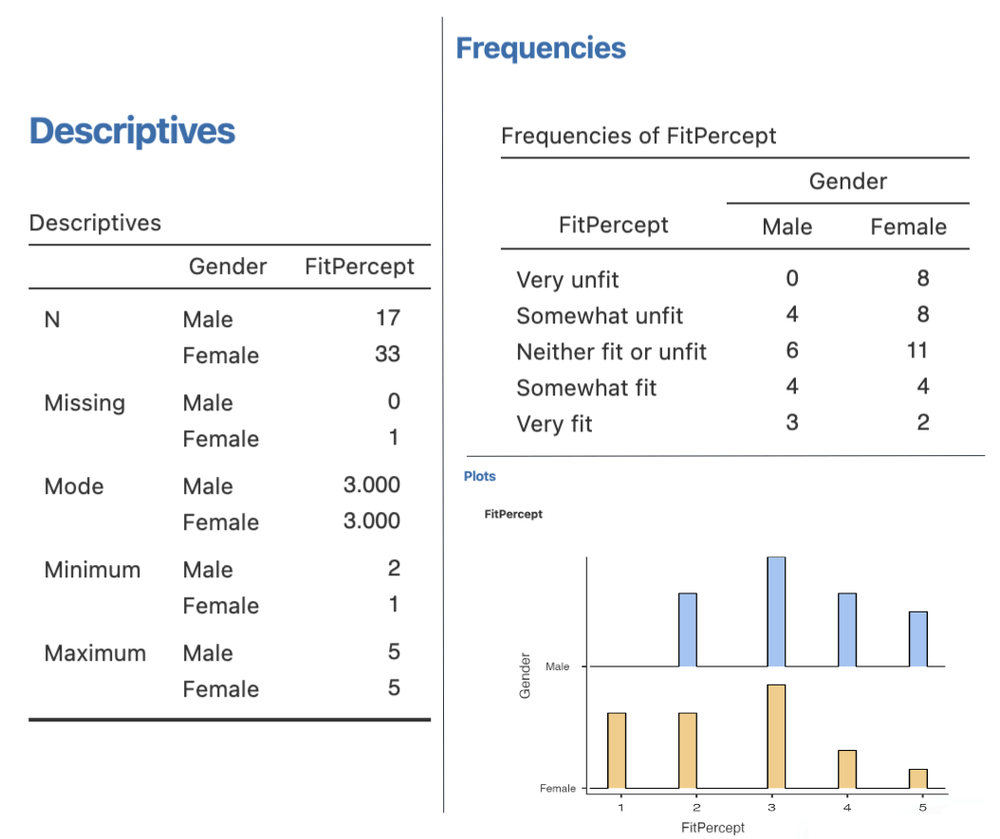 Descriptives
Descriptives
Gender FitPercept
N Male 17
Female 33
Missing Male 0
Female 1
Mode Male 3.000
Female 3.000
Minimum Male 2
Female 1
Maximum Male 5
Female 5
Frequencies
Frequencies of FitPercept
Gender
FitPercept Male Female
Very unfit 0 8
Somewhat unfit 4 8
Neither fit or unfit 6 11
Somewhat fit 4 4
Very fit 3 2
Plots
FitPercept
Gender
Male
Female
1 2 3 4 5
FitPercept